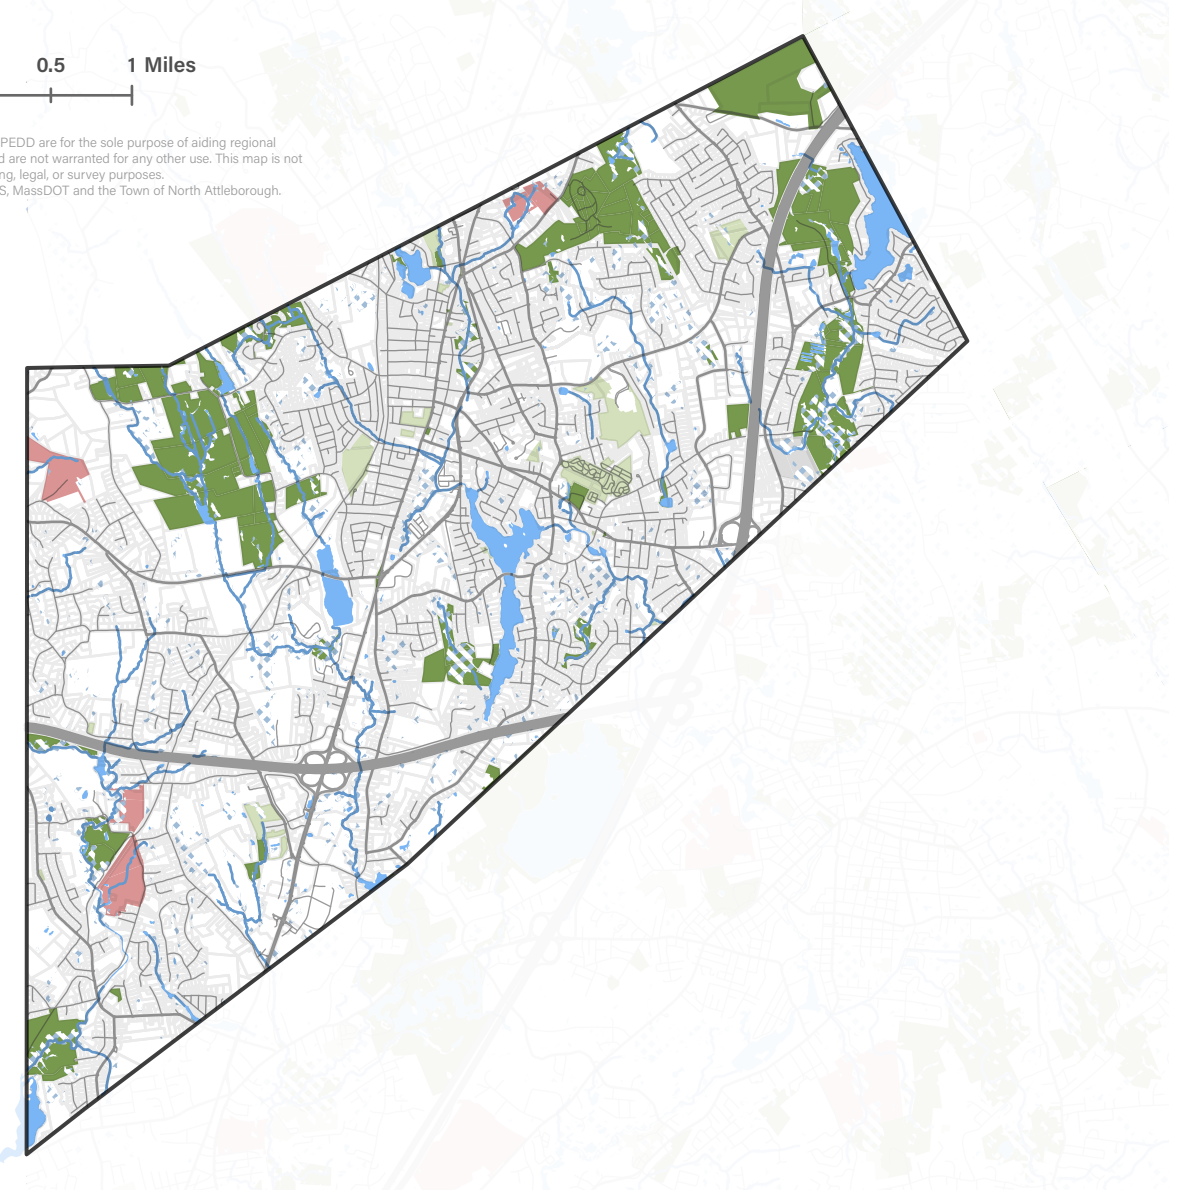 0.5 1 Miles
PEDD are for the sole purpose of aiding regional
d are not warranted for any other use. This map is not
ng, legal, or survey purposes.
S, MassDOT and the Town of North Attleborough.